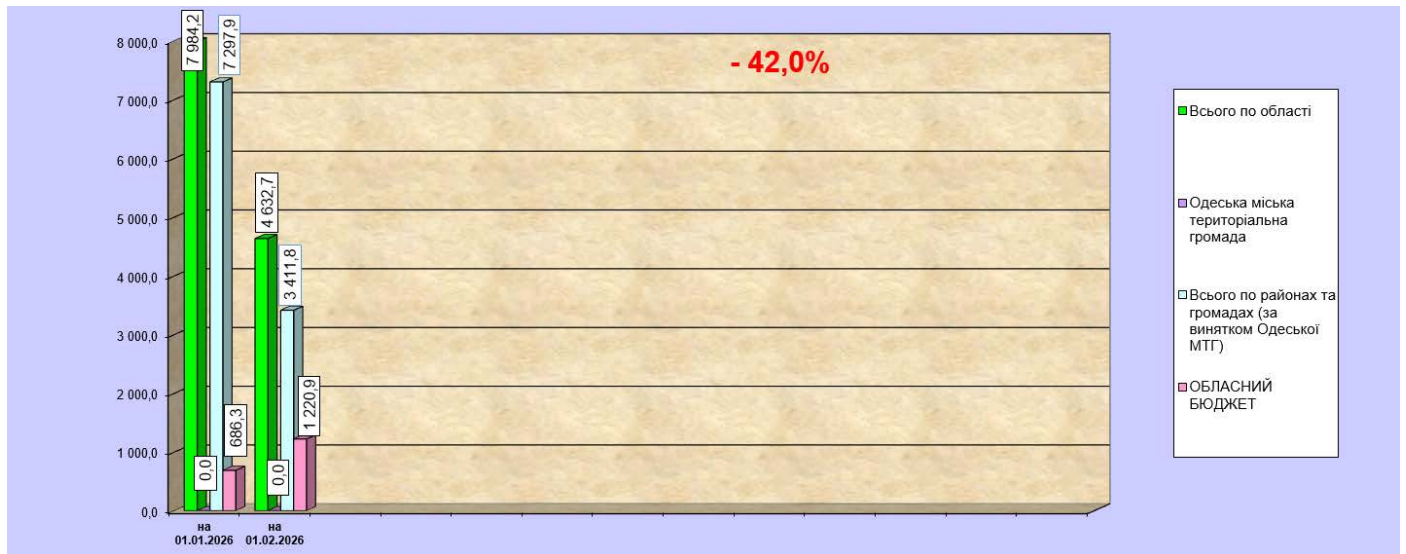 - 42,0%
8 000,0
7 000,0
6 000,0
5 000,0
4 000,0
3 000,0
2 000,0
1 000,0
0,0
7 984,2
0,0
7 297,9
686,3
4 632,7
0,0
3 411,8
1 220,9
на
01.01.2026
на
01.02.2026
Всього по області
Одеська міська
територіальна
громада
Всього по районах та
громадах (за
винятком Одеської
МТГ)
ОБЛАСНИЙ
БЮДЖЕТ